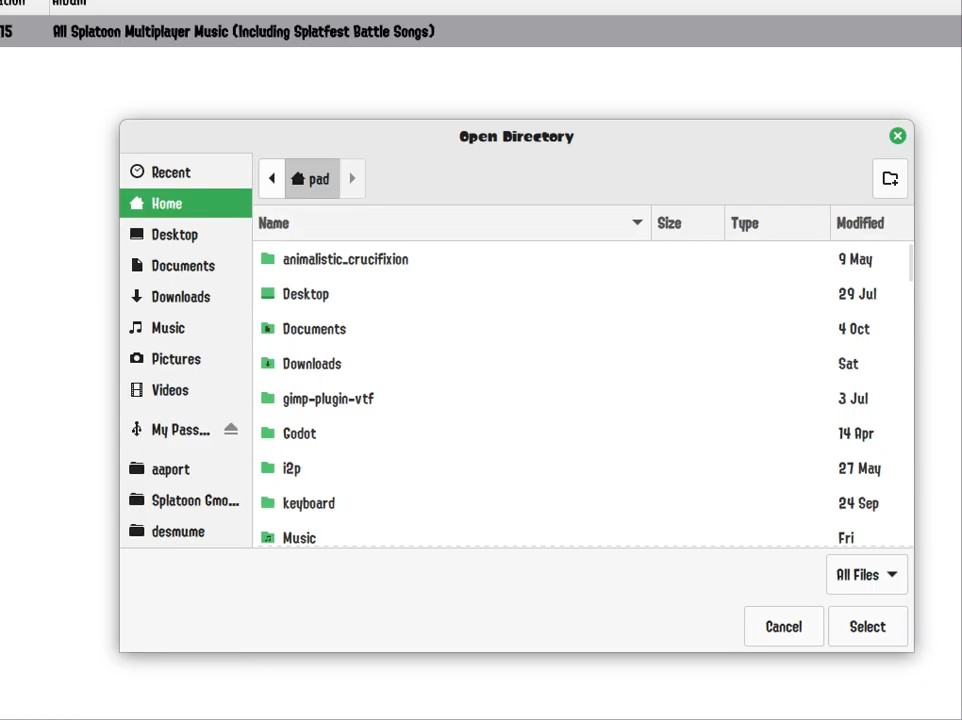 Album
15 All Splatoon Multiplayer Music (Including Splatfest Battle Songs)
Open Directory
Recent
Home
Desktop
Documents
Downloads
Music
Pictures
Videos
My Pass...
aaport
Splatoon Gmo...
desmume
pad
Name Size Type Modified
animalistic_crucifixion 9 May
Desktop 29 Jul
Documents 4 Oct
Downloads Sat
gimp-plugin-vtf 3 Jul
Godot 14 Apr
i2p 27 May
keyboard 24 Sep
Music Fri
All Files
Cancel Select